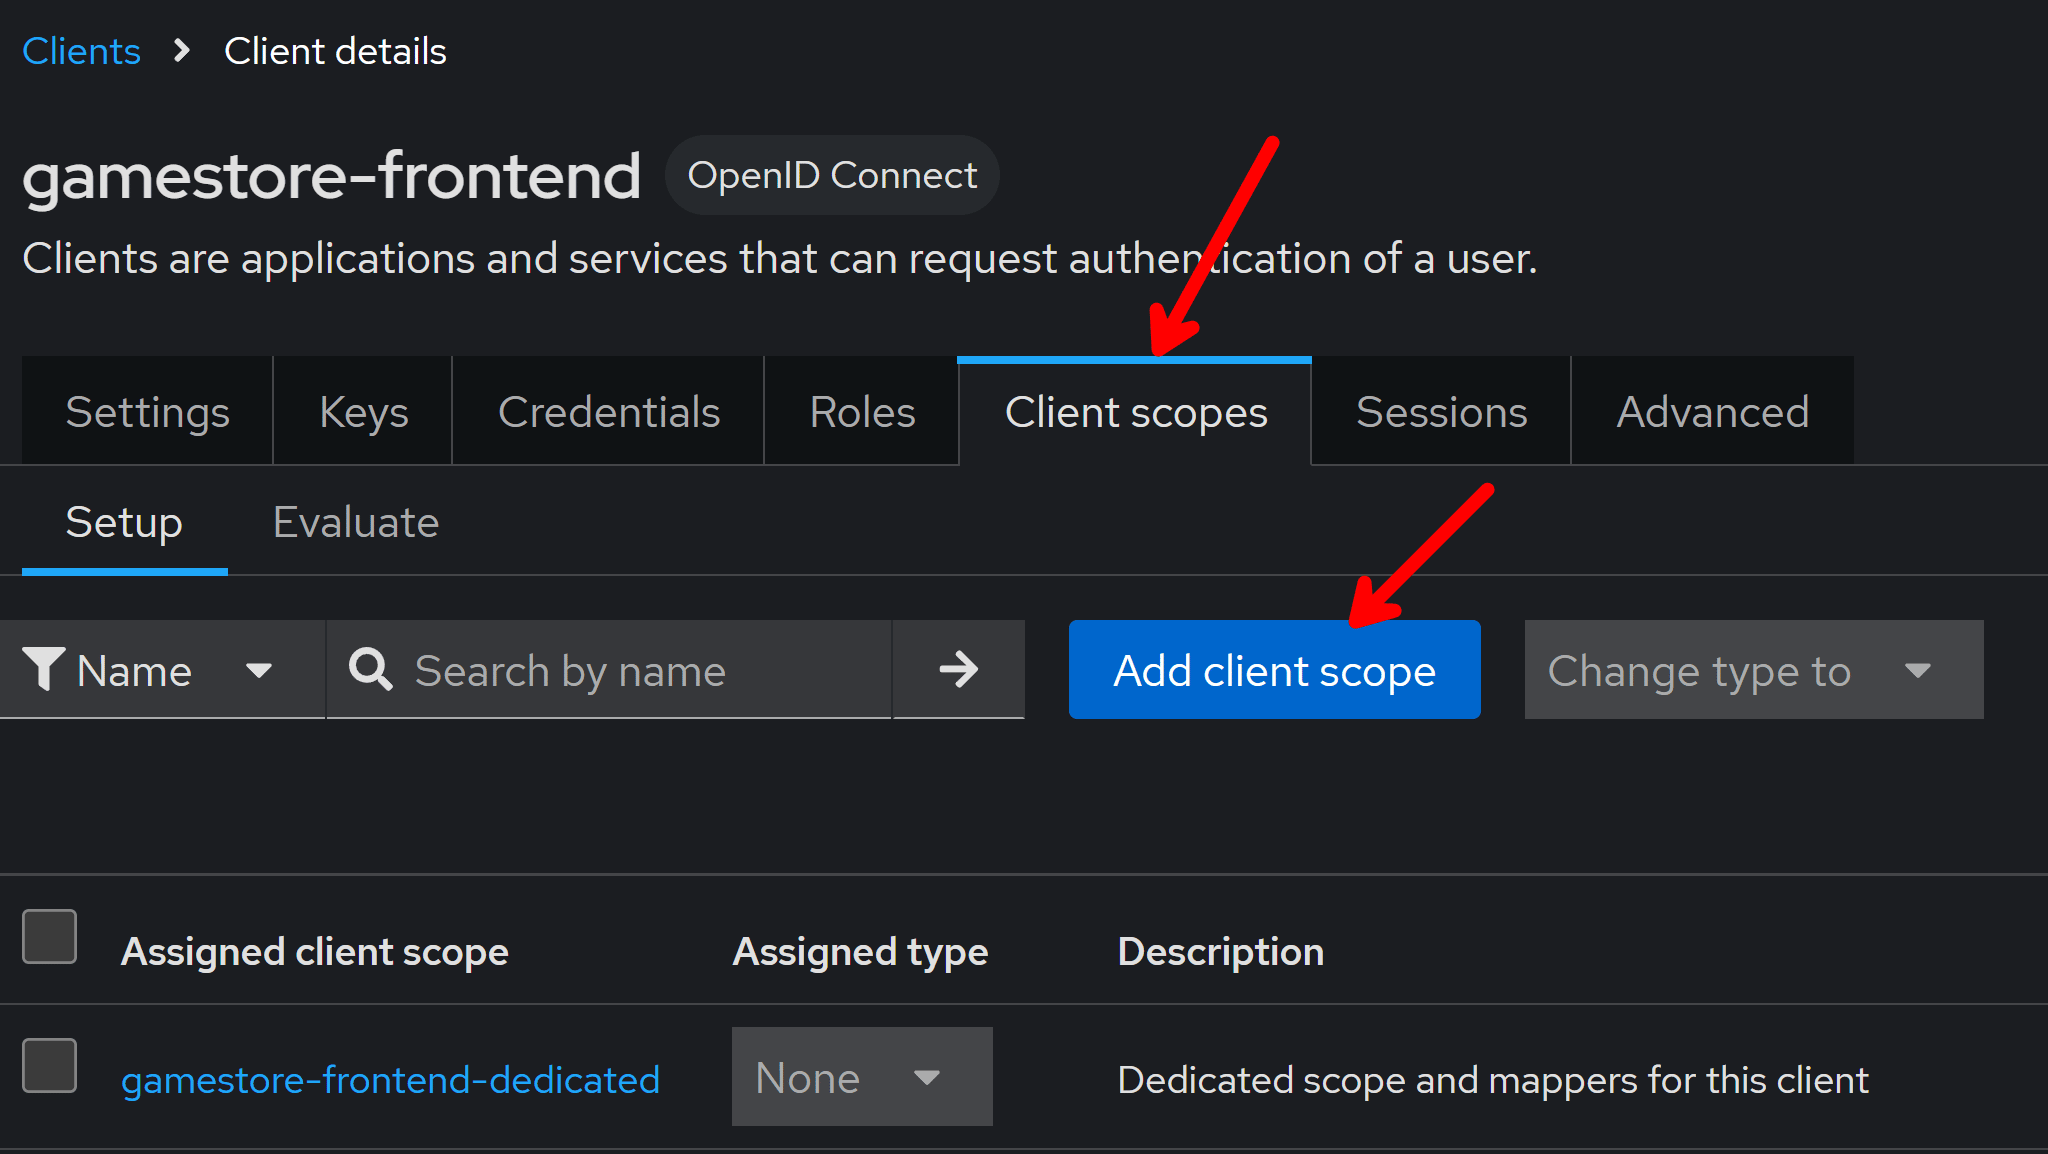 Clients > Client details
gamestore-frontend OpenID Connect
Clients are applications and services that can request authentication of a user.
Settings Keys Credentials Roles Client scopes Sessions Advanced
Setup Evaluate
Name Search by name Add client scope Change type to
Assigned client scope Assigned type Description
gamestore-frontend-dedicated None Dedicated scope and mappers for this client